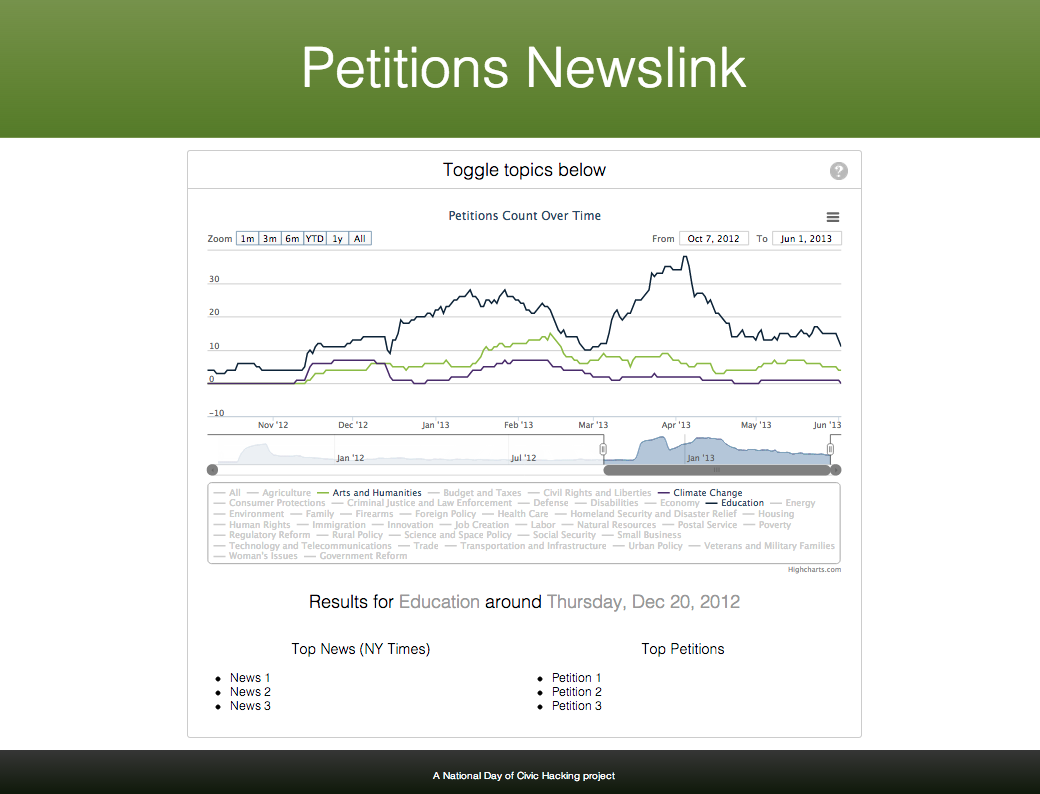 Petitions Newslink
Toggle topics below
?
Petitions Count Over Time
Zoom 1m 3m 6m YTD 1y All From Oct 7, 2012 To Jun 1, 2013
30
20
10
0
-10
Nov '12 Dec '12 Jan '13 Feb '13 Mar '13 Apr '13 May '13 Jun '13
Jan '12 Jul '12 Jan '13
All Agriculture Arts and Humanities Budget and Taxes Civil Rights and Liberties Climate Change
Consumer Protections Criminal Justice and Law Enforcement Defense Disabilities Economy Education Energy
Environment Family Firearms Foreign Policy Health Care Homeland Security and Disaster Relief Housing
Human Rights Immigration Innovation Job Creation Labor Natural Resources Postal Service Poverty
Regulatory Reform Rural Policy Science and Space Policy Social Security Small Business
Technology and Telecommunications Trade Transportation and Infrastructure Urban Policy Veterans and Military Families
Woman's Issues Government Reform
Highcharts.com
Results for Education around Thursday, Dec 20, 2012
Top News (NY Times)
News 1
News 2
News 3
Top Petitions
Petition 1
Petition 2
Petition 3
A National Day of Civic Hacking project